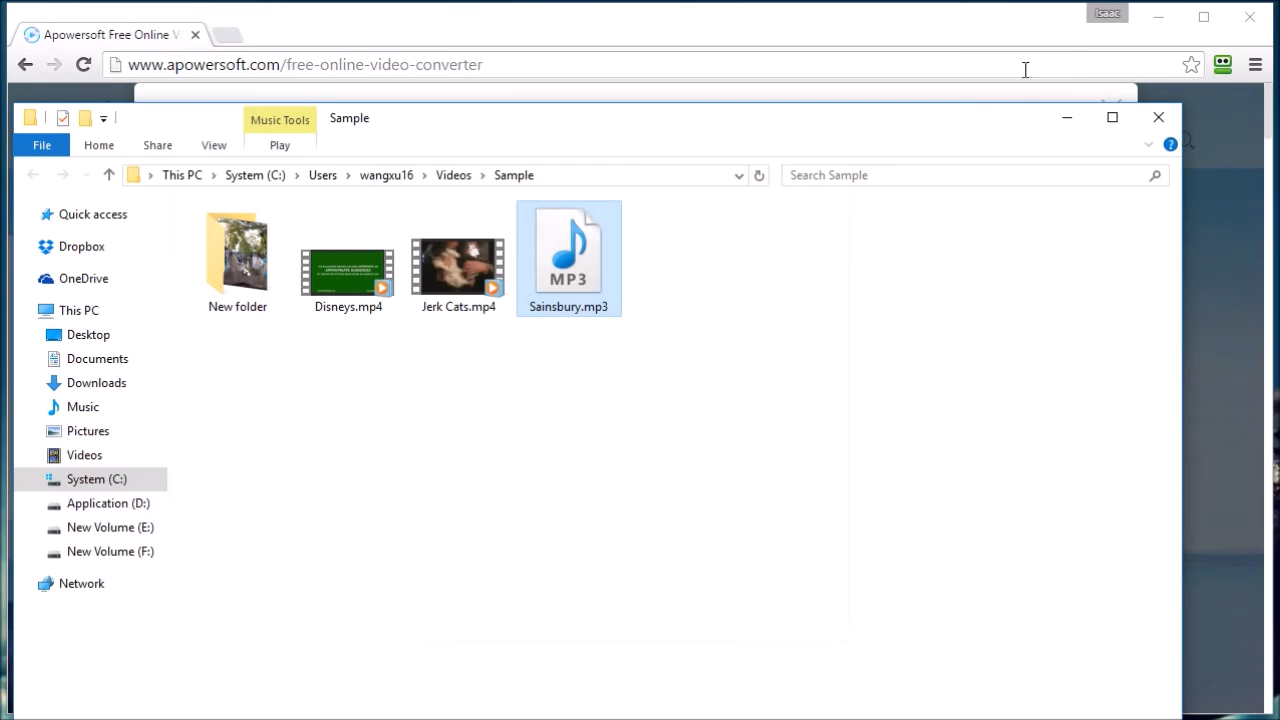 Isaac
Apowersoft Free Online V
www.apowersoft.com/free-online-video-converter
Music Tools
Sample
File
Home
Share
View
Play
This PC > System (C:) > Users > wangxu16 > Videos > Sample
Search Sample
Quick access
Dropbox
OneDrive
This PC
Desktop
Documents
Downloads
Music
Pictures
Videos
System (C:)
Application (D:)
New Volume (E:)
New Volume (F:)
Network
New folder
APPROPRIATE AUDIENCES
Disneys.mp4
Jerk Cats.mp4
MP3
Sainsbury.mp3